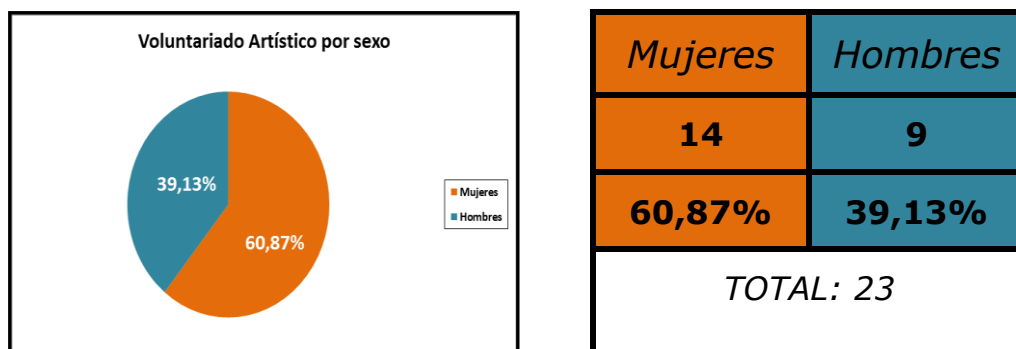 Voluntariado Artístico por sexo
39,13%
60,87%
Mujeres
Hombres
Mujeres Hombres
14 9
60,87% 39,13%
TOTAL: 23